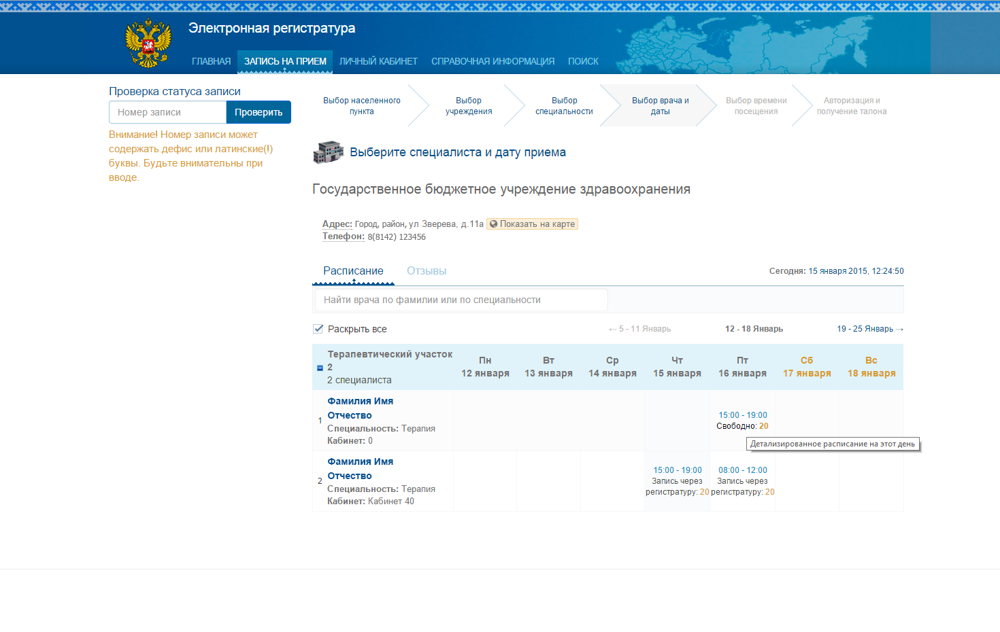 Электронная регистратура
ГЛАВНАЯ ЗАПИСЬ НА ПРИЕМ ЛИЧНЫЙ КАБИНЕТ СПРАВОЧНАЯ ИНФОРМАЦИЯ ПОИСК
Проверка статуса записи
Номер записи Проверить
Внимание! Номер записи может
содержать дефис или латинские(!)
буквы. Будьте внимательны при
вводе.
Выбор населенного
пункта
Выбор
учреждения
Выбор
специальности
Выбор врача и
даты
Выбор времени
посещения
Авторизация и
получение талона
Выберите специалиста и дату приема
Государственное бюджетное учреждение здравоохранения
Адрес: Город, район, ул Зверева, д.11а Показать на карте
Телефон: 8(8142) 123456
Расписание Отзывы Сегодня: 15 января 2015, 12:24:50
Найти врача по фамилии или по специальности
Раскрыть все ← 5 - 11 Январь 12 - 18 Январь 19 - 25 Январь →
Терапевтический участок
2
2 специалиста
Пн
12 января
Вт
13 января
Ср
14 января
Чт
15 января
Пт
16 января
Сб
17 января
Вс
18 января
1
Фамилия Имя
Отчество
Специальность: Терапия
Кабинет: 0
15:00 - 19:00
Свободно: 20
Детализированное расписание на этот день
2
Фамилия Имя
Отчество
Специальность: Терапия
Кабинет: Кабинет 40
15:00 - 19:00
Запись через
регистратуру: 20
08:00 - 12:00
Запись через
регистратуру: 20